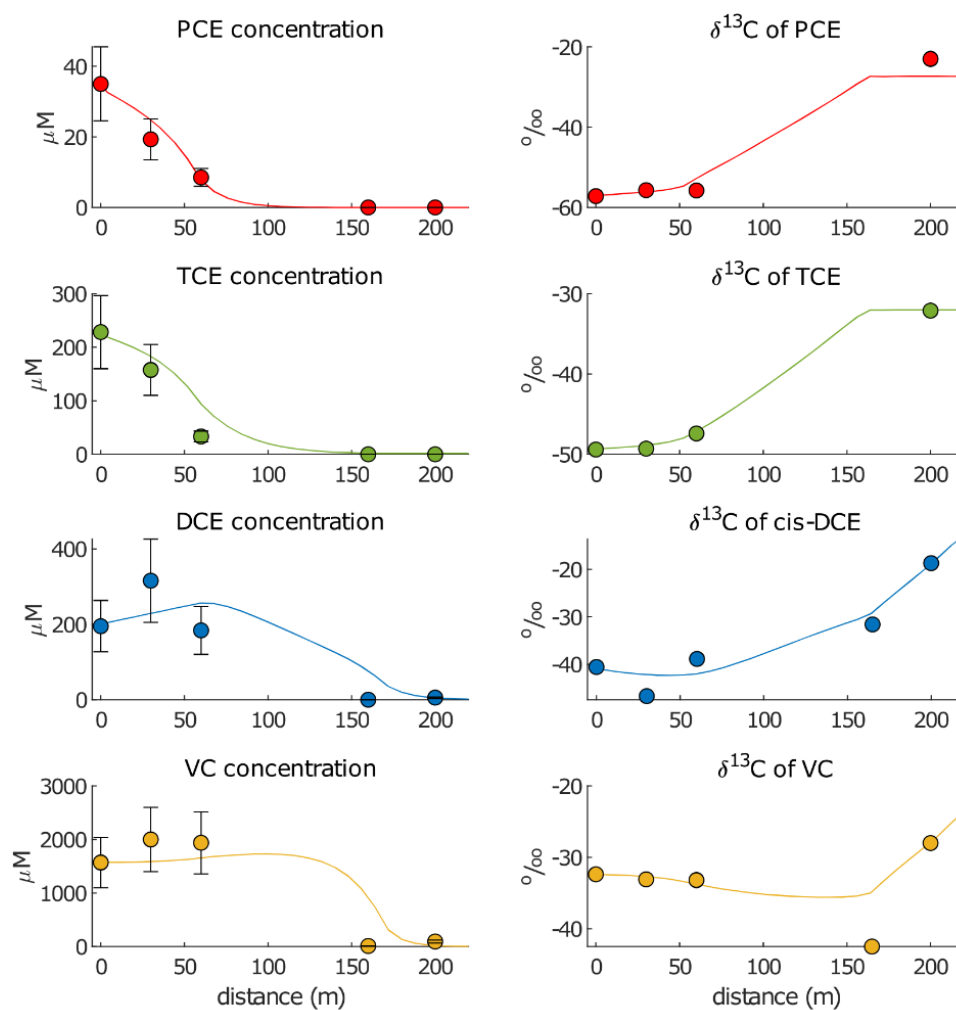 PCE concentration
δ13C of PCE
μM
40
20
0
0 50 100 150 200
o/oo
-20
-40
-60
0 50 100 150 200
TCE concentration
δ13C of TCE
μM
300
200
100
0
0 50 100 150 200
o/oo
-30
-40
-50
0 50 100 150 200
DCE concentration
δ13C of cis-DCE
μM
400
200
0
0 50 100 150 200
o/oo
-20
-30
-40
0 50 100 150 200
VC concentration
δ13C of VC
μM
3000
2000
1000
0
0 50 100 150 200
distance (m)
o/oo
-20
-30
-40
0 50 100 150 200
distance (m)